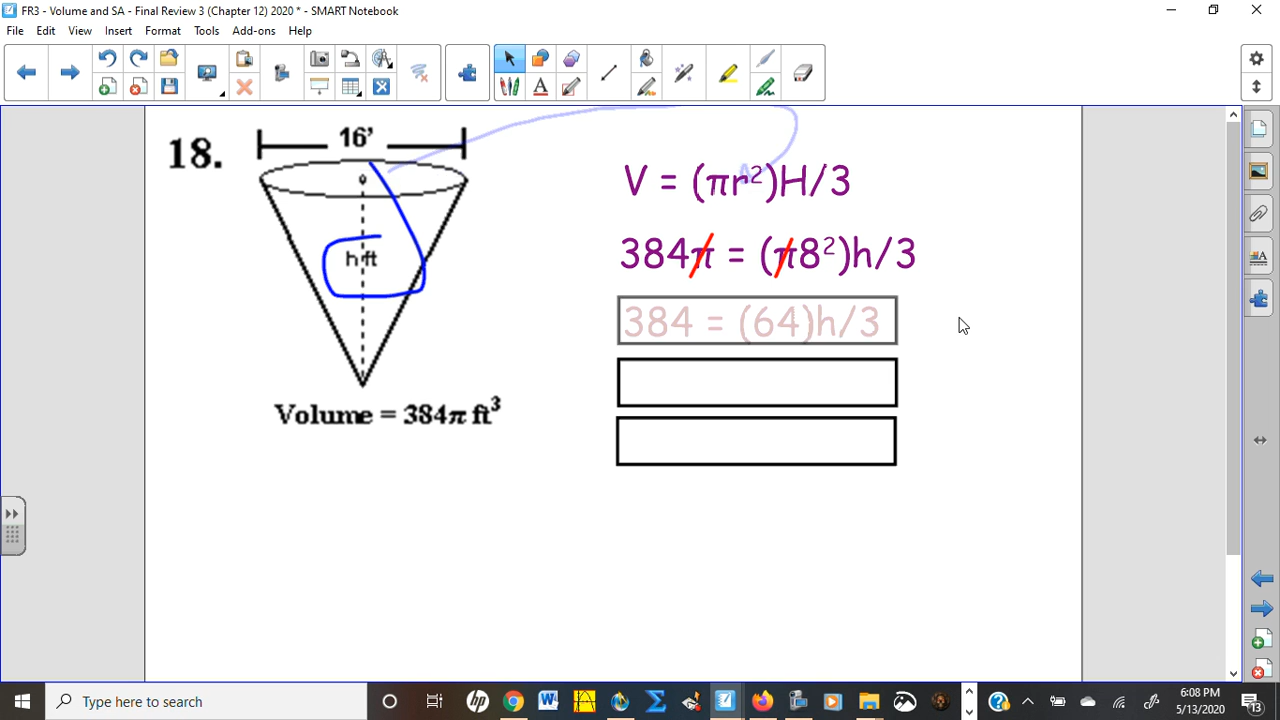 FR3 - Volume and SA - Final Review 3 (Chapter 12) 2020 * - SMART Notebook
File Edit View Insert Format Tools Add-ons Help
18.
16'
h ft
Volume = 384π ft³
V = (πr²)H/3
384π = (π8²)h/3
384 = (64)h/3
Type here to search
6:08 PM
5/13/2020
13